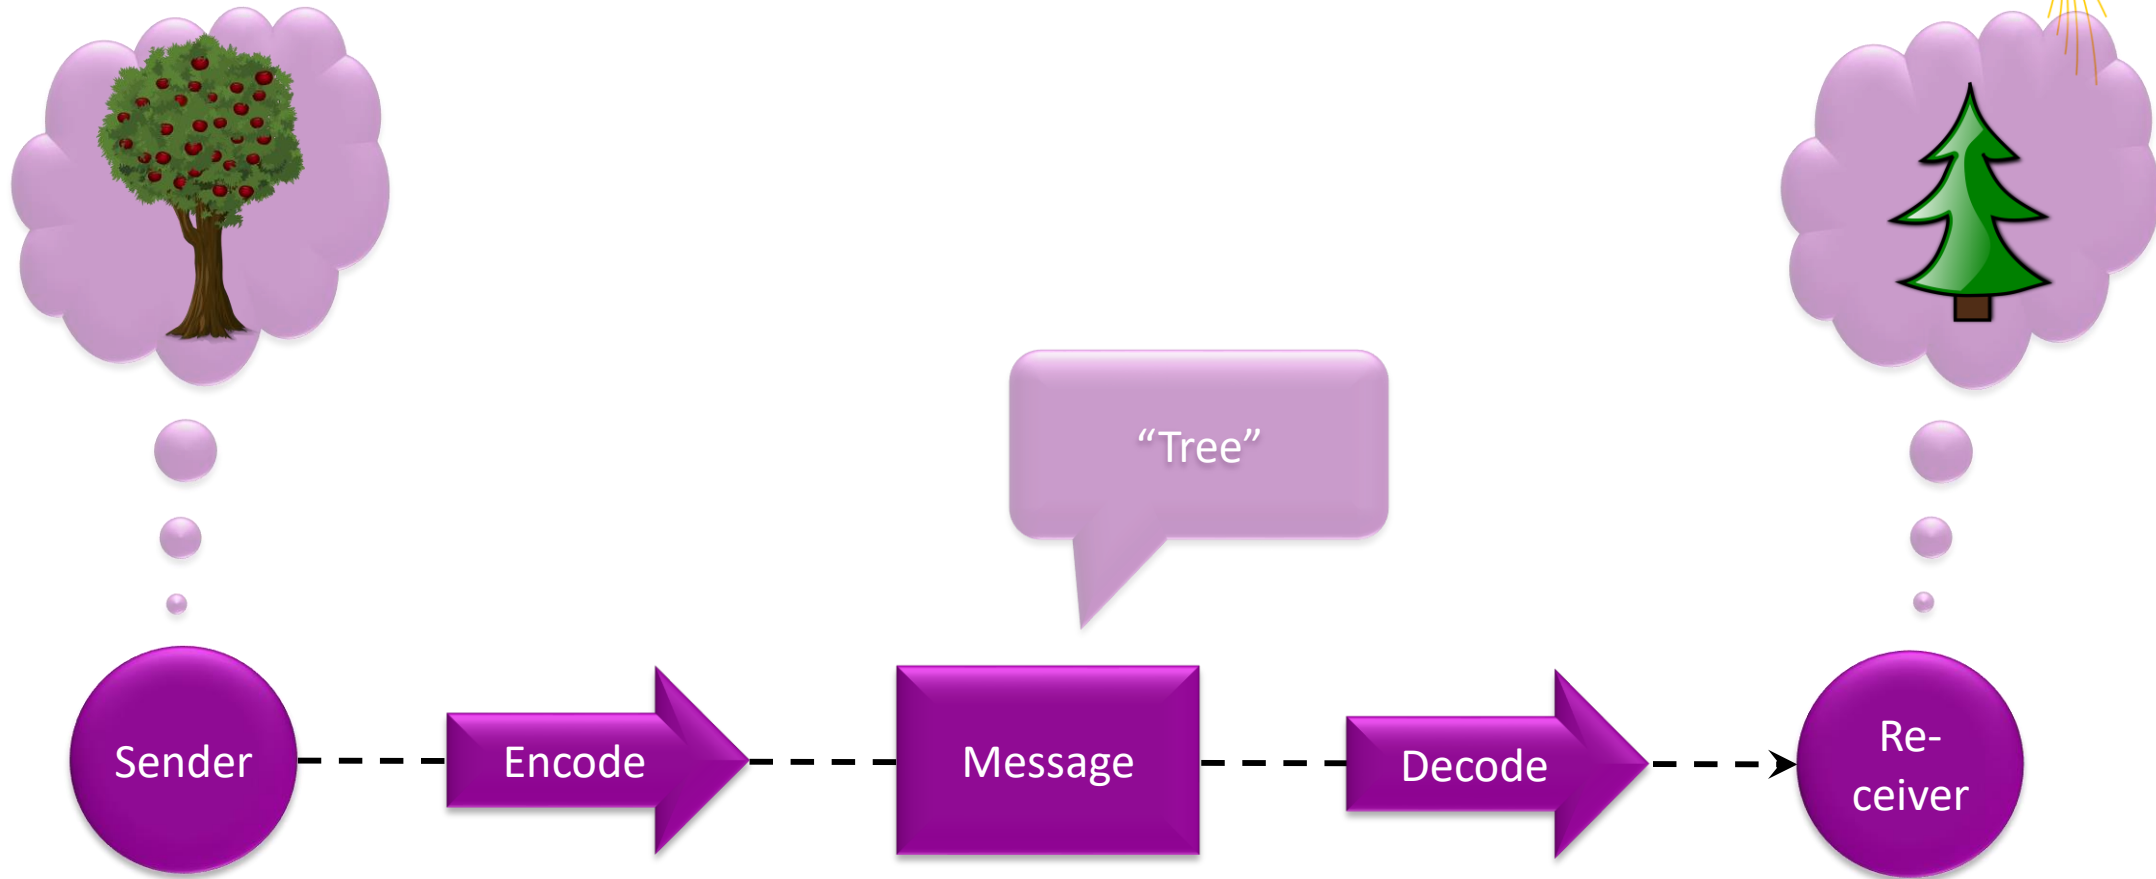 “Tree”
Sender
Encode
Message
Decode
Re-
ceiver